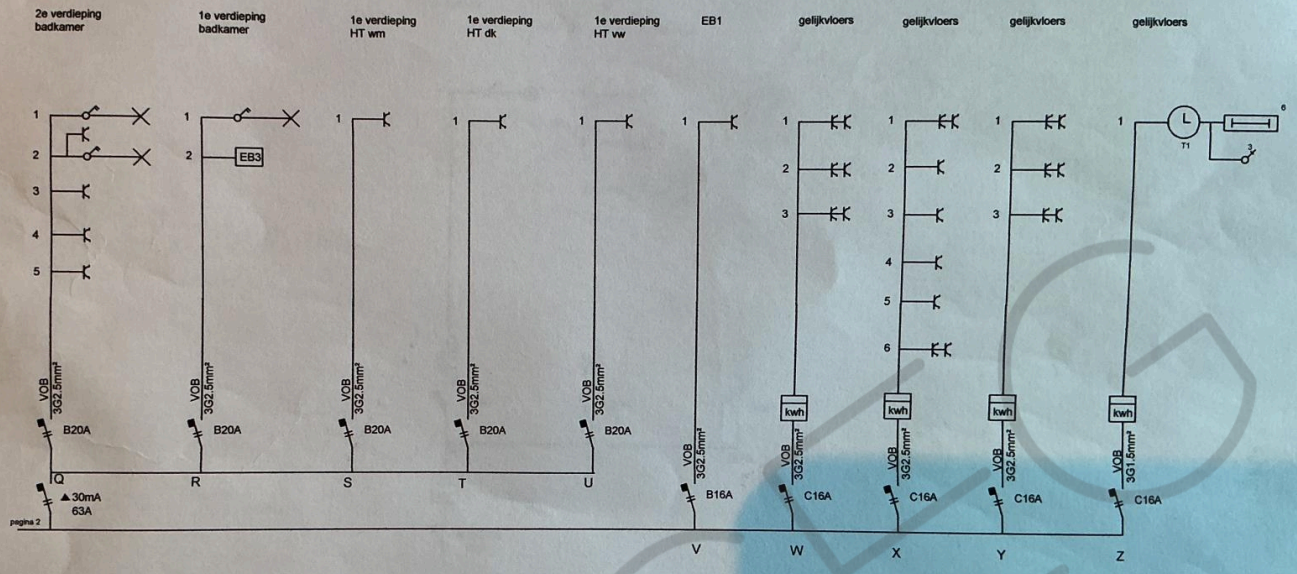 2e verdieping
badkamer
1e verdieping
badkamer
1e verdieping
HT wm
1e verdieping
HT dk
1e verdieping
HT vw
EB1
gelijkvloers
gelijkvloers
gelijkvloers
gelijkvloers
1
2
3
4
5
VOB
3G2.5mm²
B20A
Q
30mA
63A
1
2
EB3
VOB
3G2.5mm²
B20A
R
1
VOB
3G2.5mm²
B20A
S
1
VOB
3G2.5mm²
B20A
T
1
VOB
3G2.5mm²
B20A
U
1
VOB
3G2.5mm²
B16A
V
1
2
3
kwh
VOB
3G2.5mm²
C16A
W
1
2
3
4
5
6
kwh
VOB
3G2.5mm²
C16A
X
1
2
3
kwh
VOB
3G2.5mm²
C16A
Y
1
T1
6
3
kwh
VOB
3G1.5mm²
C16A
Z
pagina 2